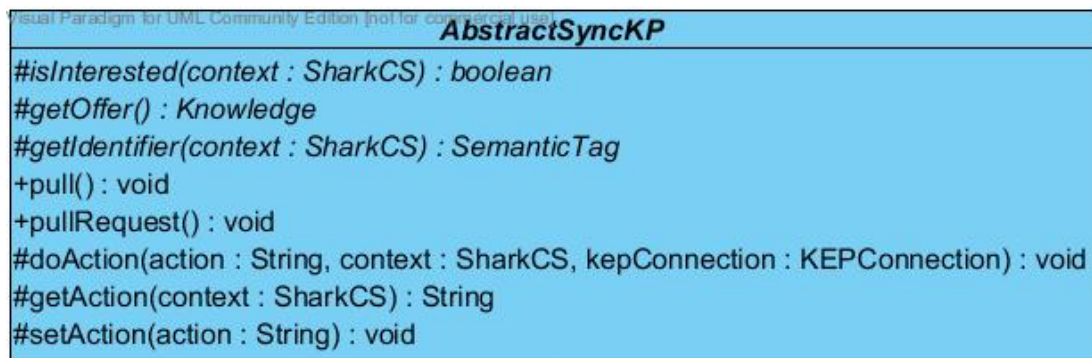 Visual Paradigm for UML Community Edition [not for commercial use]
AbstractSyncKP
#isInterested(context : SharkCS) : boolean
#getOffer() : Knowledge
#getIdentifier(context : SharkCS) : SemanticTag
+pull() : void
+pullRequest() : void
#doAction(action : String, context : SharkCS, kepConnection : KEPConnection) : void
#getAction(context : SharkCS) : String
#setAction(action : String) : void